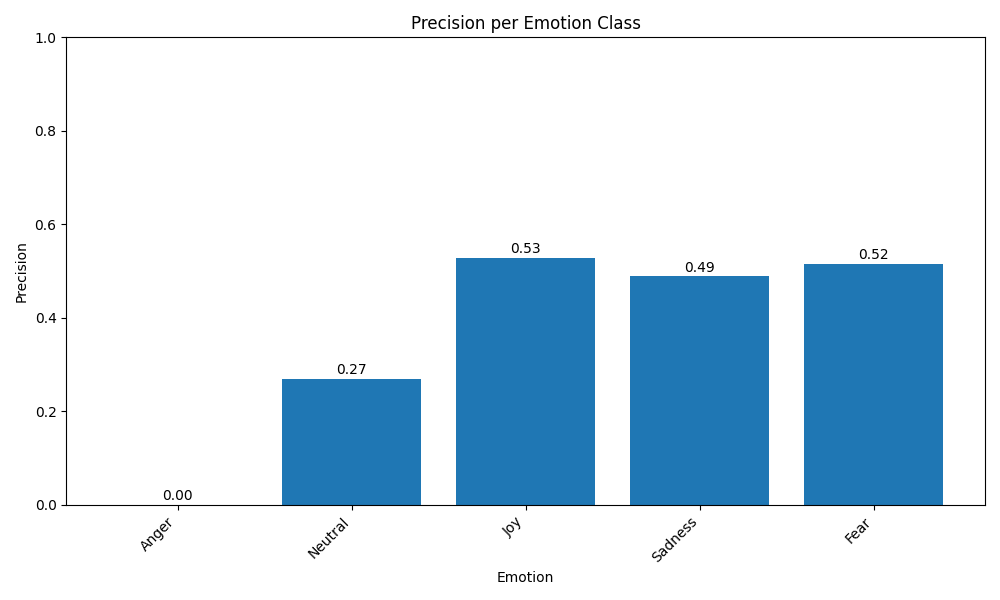 Precision per Emotion Class
Precision
1.0
0.8
0.6
0.4
0.2
0.0
0.00
0.27
0.53
0.49
0.52
Anger
Neutral
Joy
Sadness
Fear
Emotion